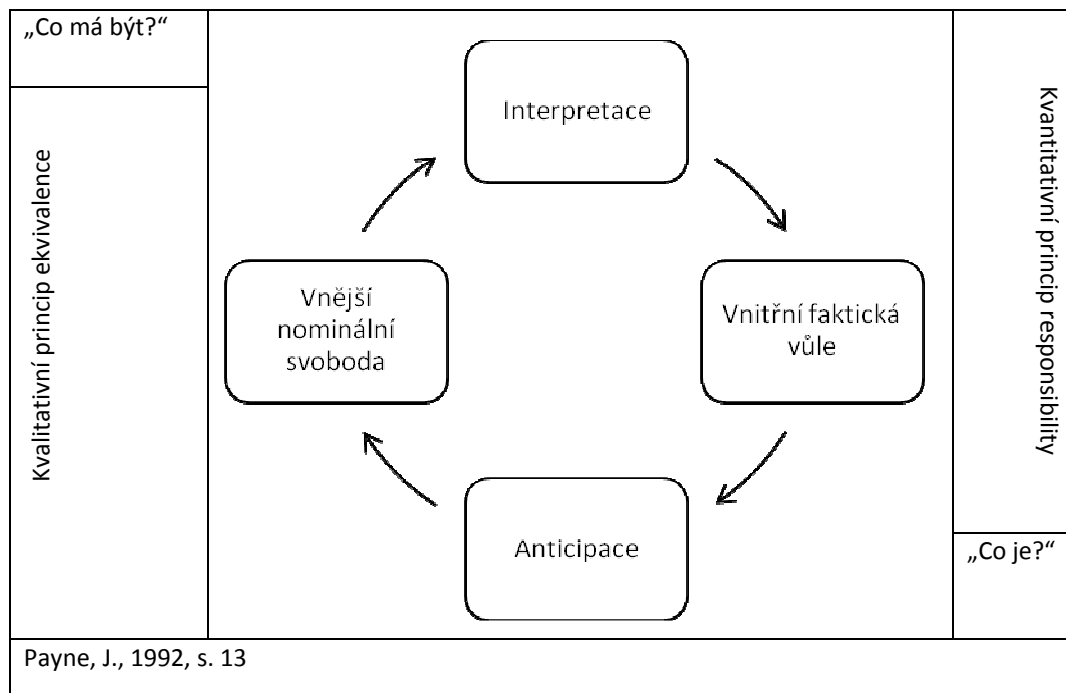 „Co má být?“
Kvalitativní princip ekvivalence
Interpretace
Vnější
nominální
svoboda
Vnitřní faktická
vůle
Anticipace
Kvantitativní princip responsibility
„Co je?“
Payne, J., 1992, s. 13